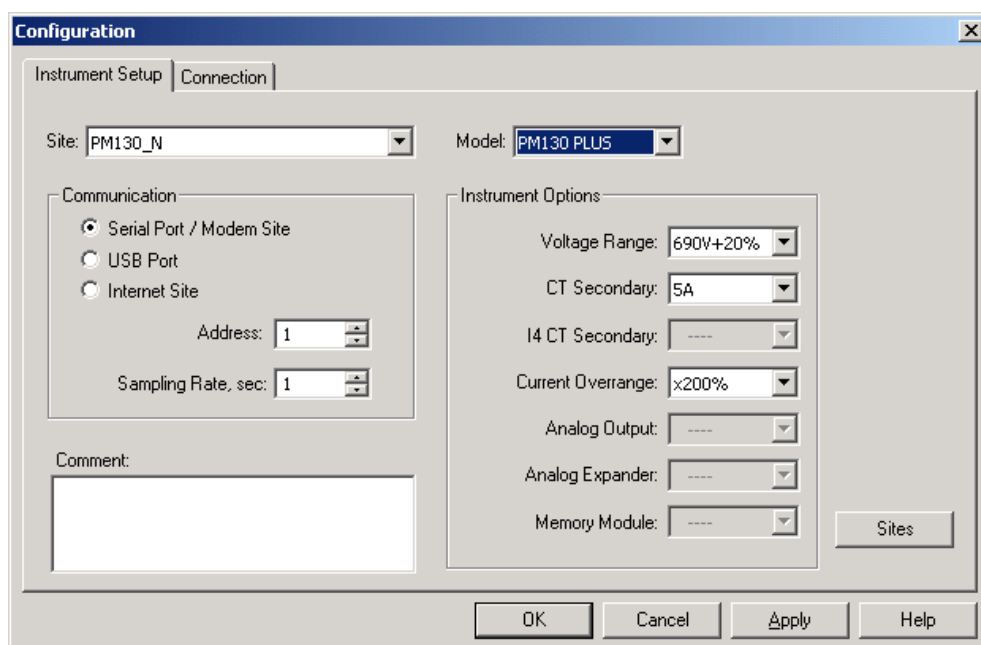 Configuration
Instrument Setup Connection
Site: PM130_N Model: PM130 PLUS
Communication
Serial Port / Modem Site
USB Port
Internet Site
Address: 1
Sampling Rate, sec: 1
Comment:
Instrument Options
Voltage Range: 690V+20%
CT Secondary: 5A
I4 CT Secondary: ----
Current Overrange: x200%
Analog Output: ----
Analog Expander: ----
Memory Module: ----
Sites
OK Cancel Apply Help